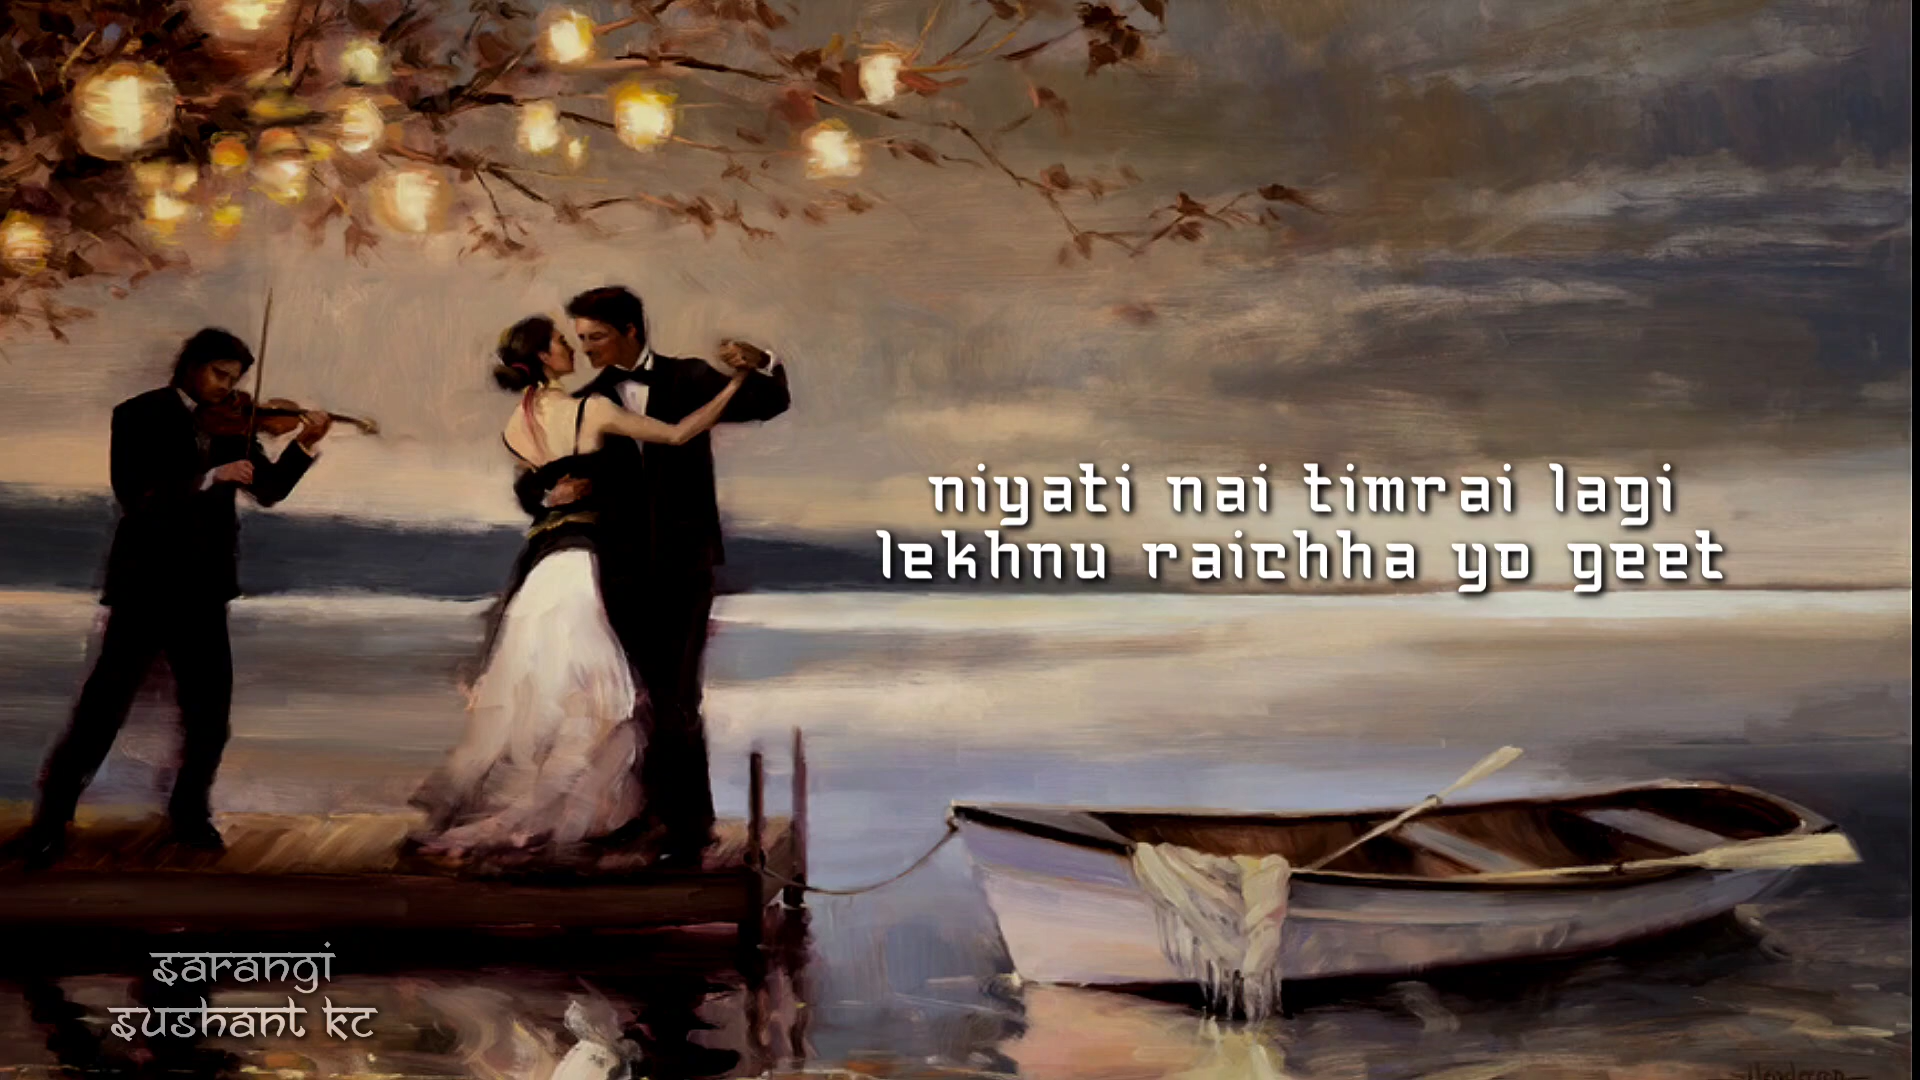 niyati nai timrai lagi
lekhnu raichha yo geet
sarangi
sushant kc